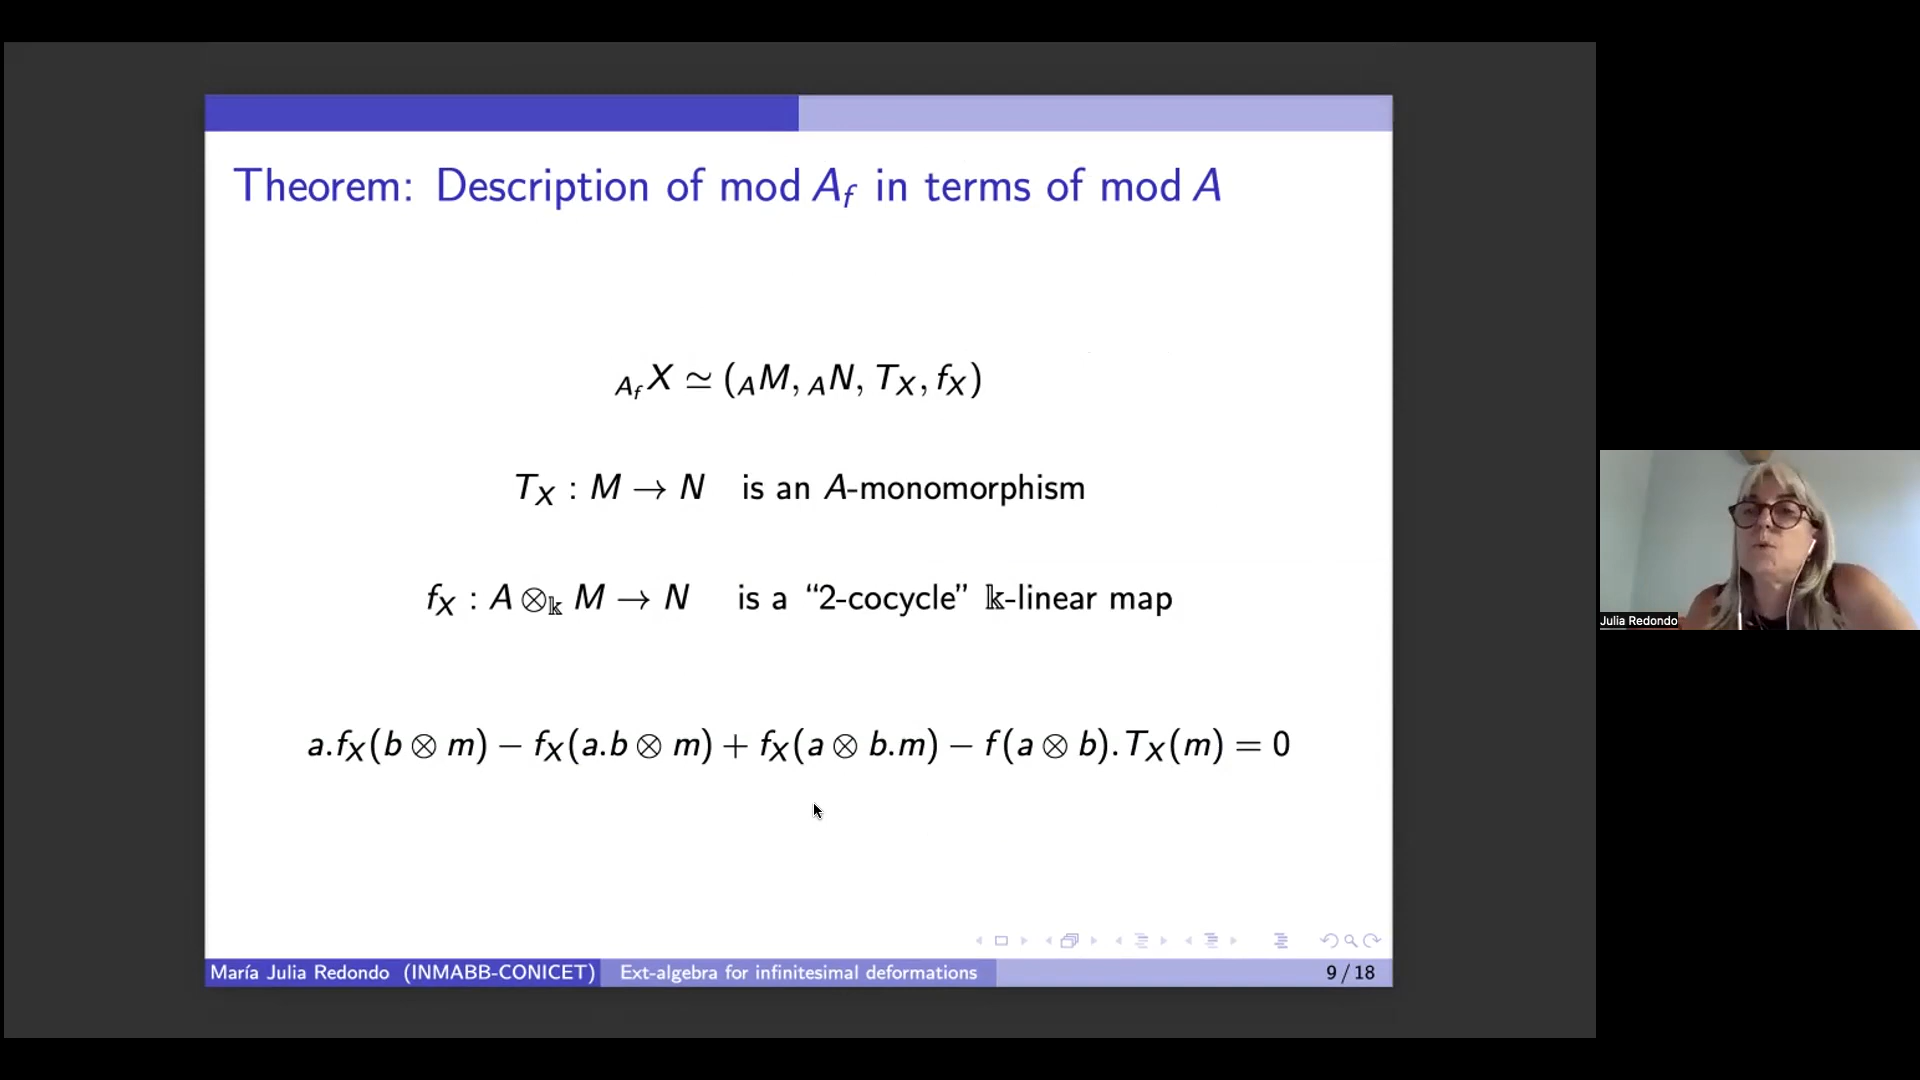 Theorem: Description of mod A_f in terms of mod A
_{A_f}X ≃ (_AM, _AN, T_X, f_X)
T_X : M → N is an A-monomorphism
f_X : A ⊗_𝕜 M → N is a “2-cocycle” 𝕜-linear map
a.f_X(b ⊗ m) − f_X(a.b ⊗ m) + f_X(a ⊗ b.m) − f(a ⊗ b).T_X(m) = 0
Julia Redondo
María Julia Redondo (INMABB-CONICET) Ext-algebra for infinitesimal deformations 9 / 18